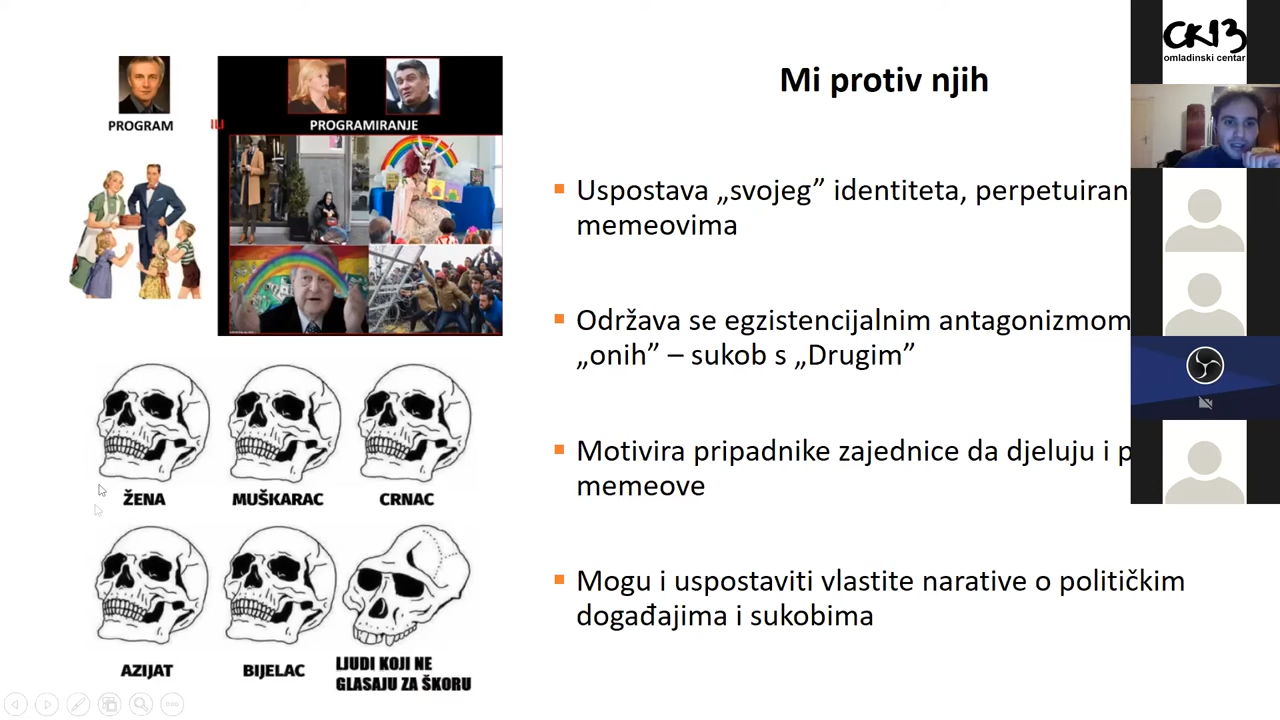 CK13
omladinski centar
Mi protiv njih
PROGRAM
ILI
PROGRAMIRANJE
Uspostava „svojeg” identiteta, perpetuiran
memeovima
Održava se egzistencijalnim antagonizmom
„onih” – sukob s „Drugim”
Motivira pripadnike zajednice da djeluju i p
memeove
Mogu i uspostaviti vlastite narative o političkim
događajima i sukobima
ŽENA
MUŠKARAC
CRNAC
AZIJAT
BIJELAC
LJUDI KOJI NE
GLASAJU ZA ŠKORU